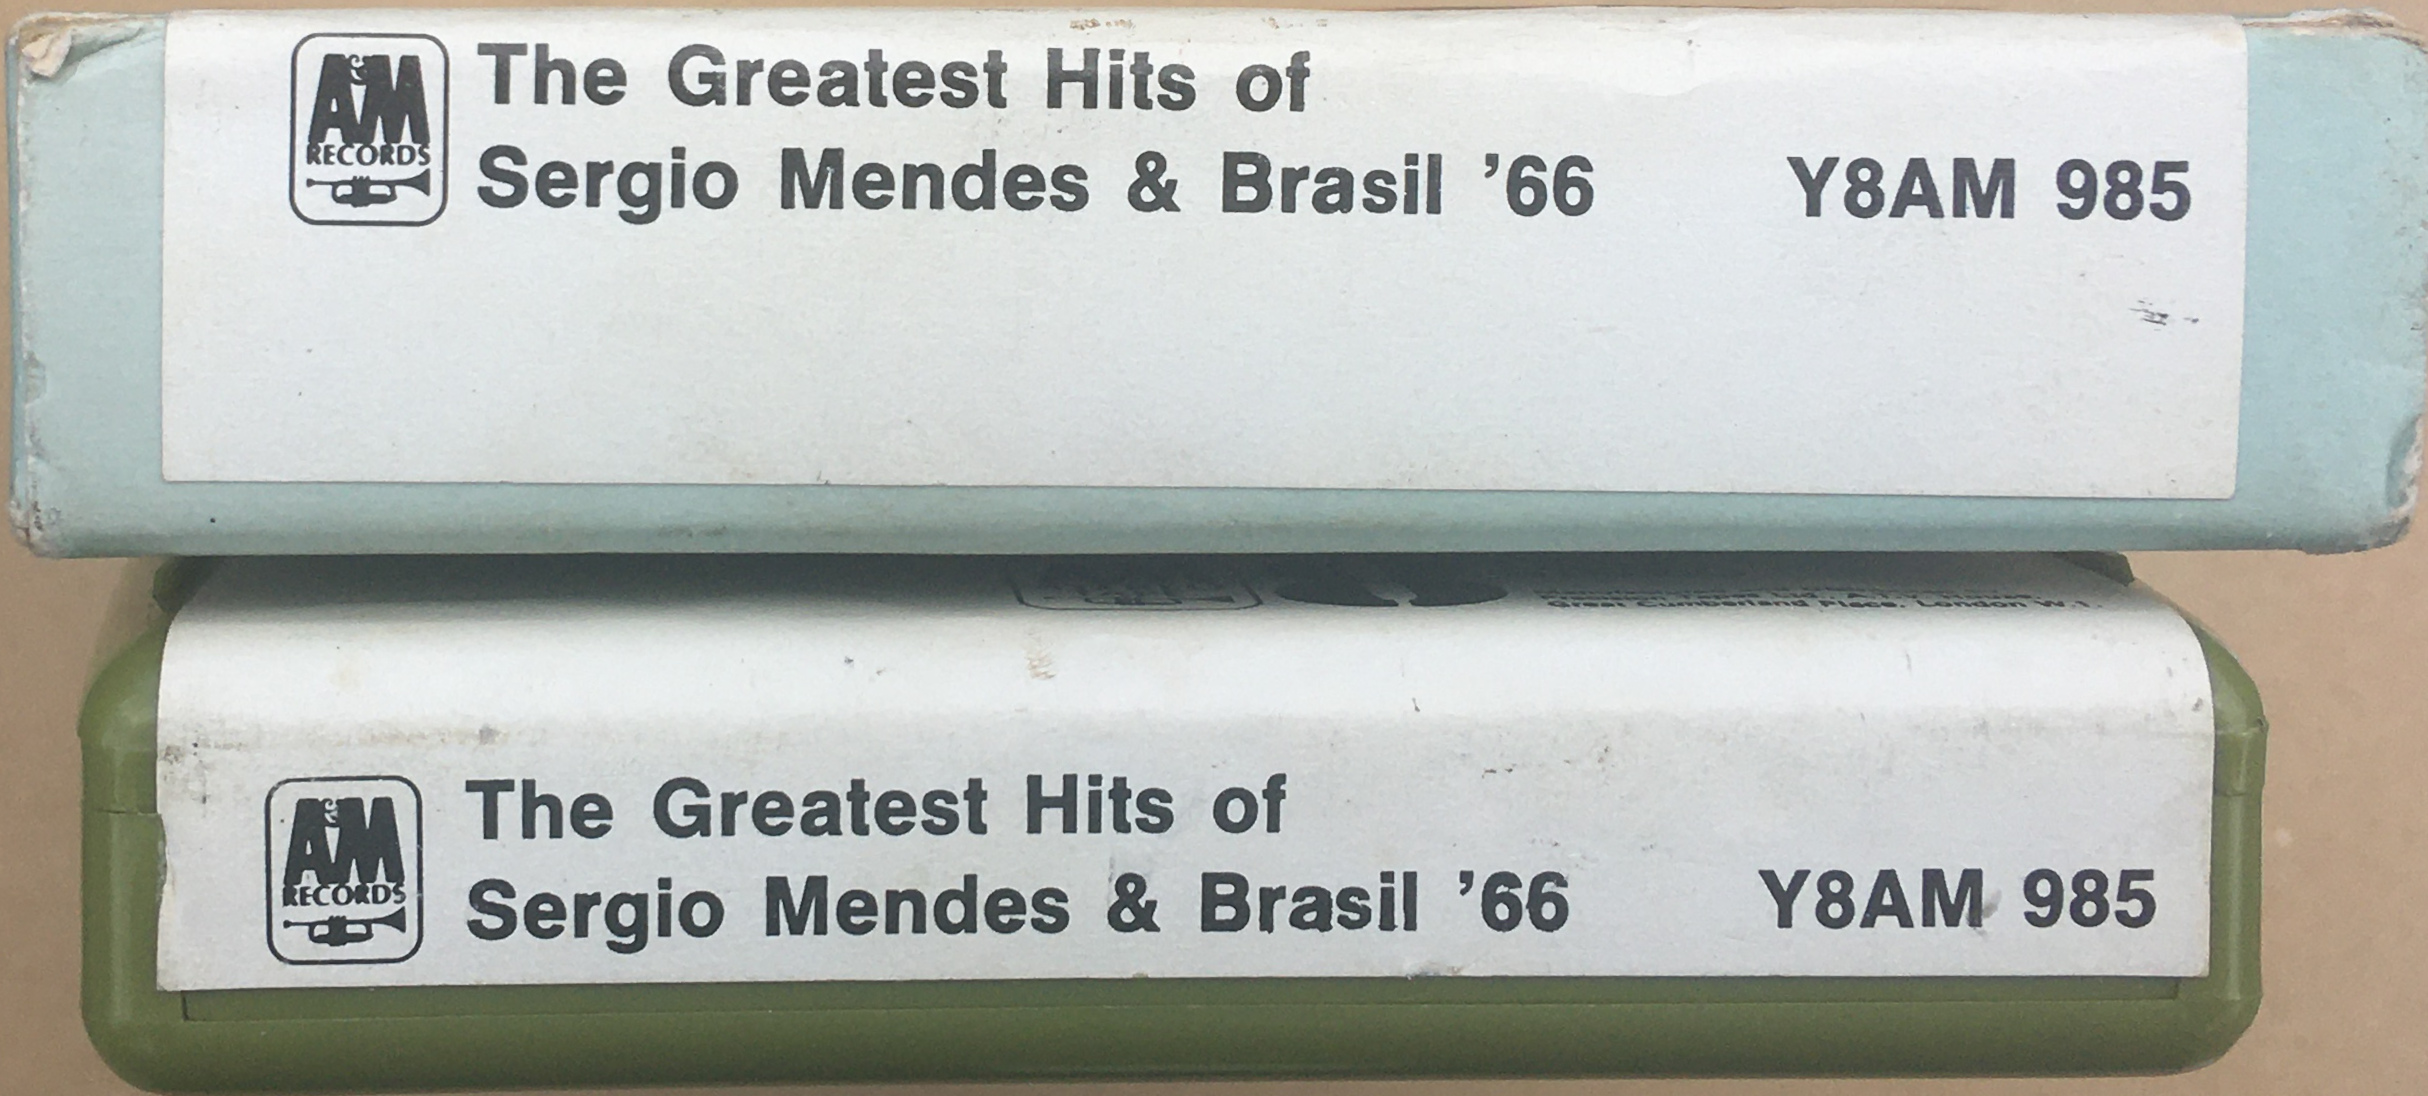 A&M
RECORDS
The Greatest Hits of
Sergio Mendes & Brasil '66
Y8AM 985
Great Cumberland Place, London W.1.
A&M
RECORDS
The Greatest Hits of
Sergio Mendes & Brasil '66
Y8AM 985